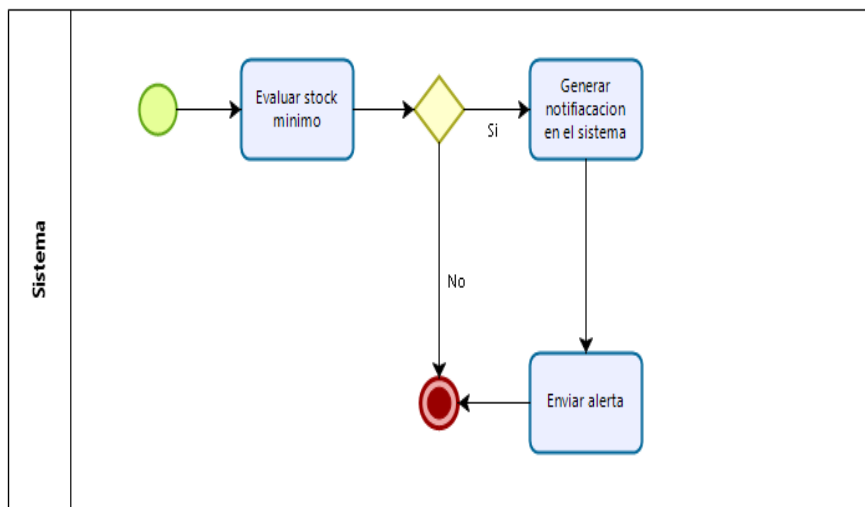 Sistema
Evaluar stock
minimo
Si
Generar
notifiacacion
en el sistema
No
Enviar alerta